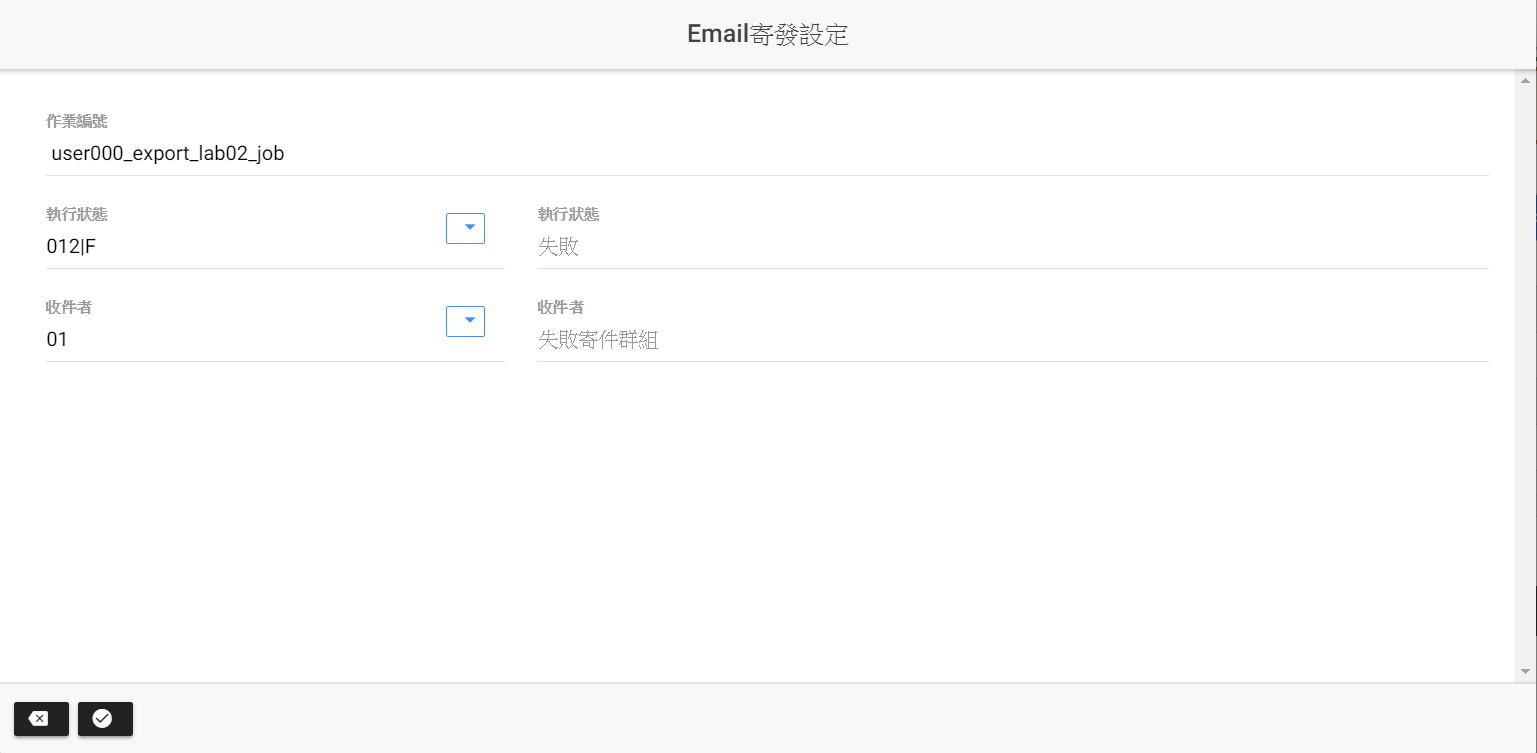 Email寄發設定
作業編號
user000_export_lab02_job
執行狀態
012|F
執行狀態
失敗
收件者
01
收件者
失敗寄件群組